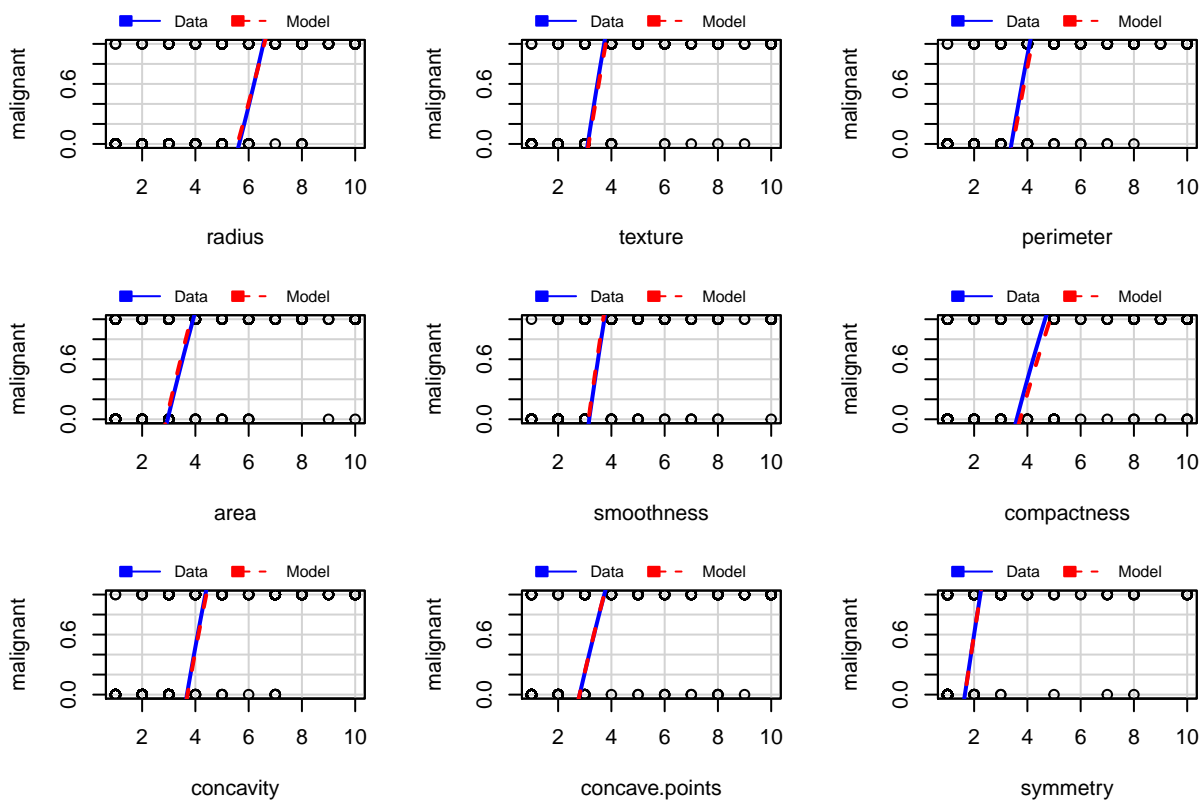 Data Model Data Model Data Model
malignant 0.0 0.6 malignant 0.0 0.6 malignant 0.0 0.6
2 4 6 8 10 2 4 6 8 10 2 4 6 8 10
radius texture perimeter
Data Model Data Model Data Model
malignant 0.0 0.6 malignant 0.0 0.6 malignant 0.0 0.6
2 4 6 8 10 2 4 6 8 10 2 4 6 8 10
area smoothness compactness
Data Model Data Model Data Model
malignant 0.0 0.6 malignant 0.0 0.6 malignant 0.0 0.6
2 4 6 8 10 2 4 6 8 10 2 4 6 8 10
concavity concave.points symmetry